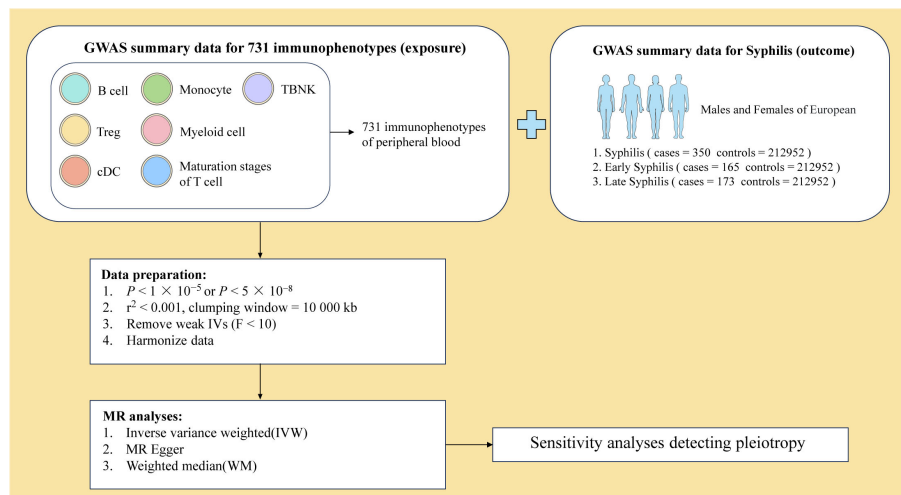 GWAS summary data for 731 immunophenotypes (exposure)
B cell
Monocyte
TBNK
Treg
Myeloid cell
cDC
Maturation stages
of T cell
731 immunophenotypes
of peripheral blood
GWAS summary data for Syphilis (outcome)
Males and Females of European
1. Syphilis ( cases = 350 controls = 212952 )
2. Early Syphilis ( cases = 165 controls = 212952 )
3. Late Syphilis ( cases = 173 controls = 212952 )
Data preparation:
1. P < 1 × 10⁻⁵ or P < 5 × 10⁻⁸
2. r² < 0.001, clumping window = 10 000 kb
3. Remove weak IVs (F < 10)
4. Harmonize data
MR analyses:
1. Inverse variance weighted(IVW)
2. MR Egger
3. Weighted median(WM)
Sensitivity analyses detecting pleiotropy